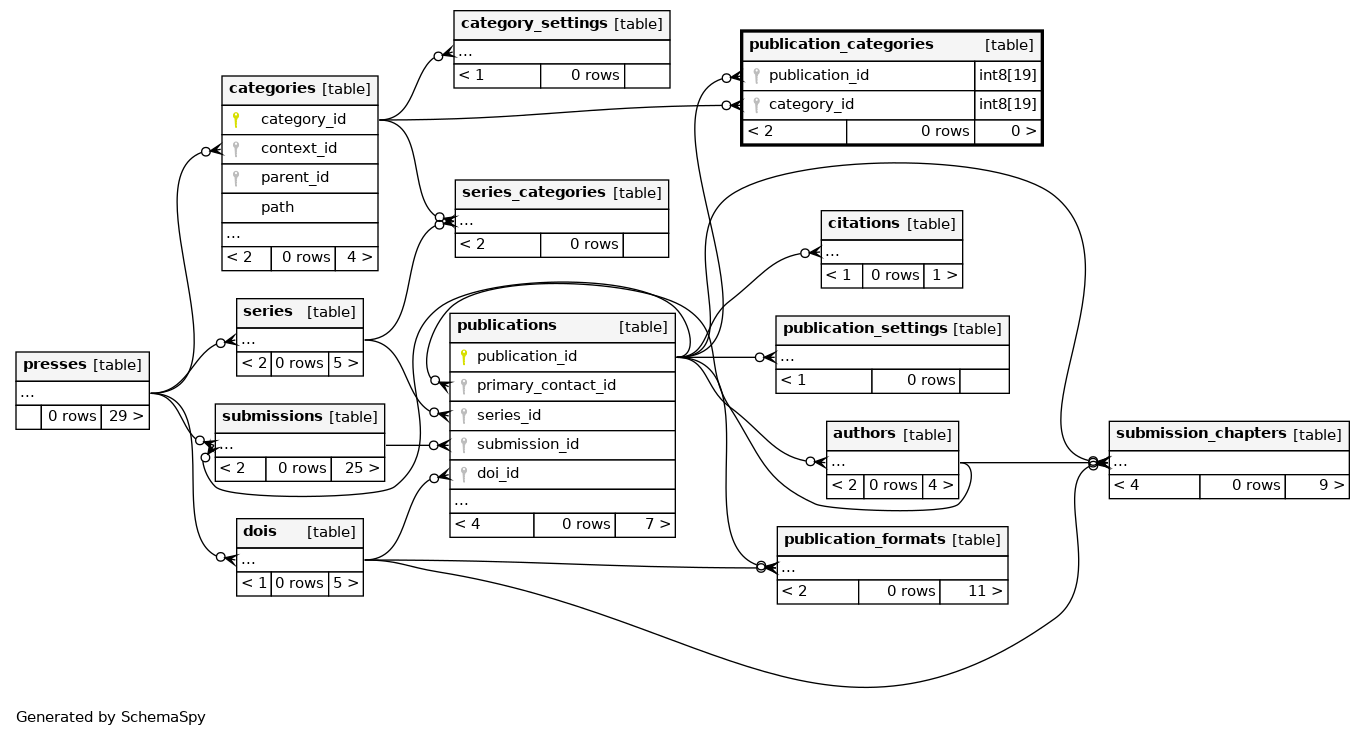 category_settings [table]
...
< 1 0 rows
publication_categories [table]
publication_id int8[19]
category_id int8[19]
< 2 0 rows 0 >
categories [table]
category_id
context_id
parent_id
path
...
< 2 0 rows 4 >
series_categories [table]
...
< 2 0 rows
citations [table]
...
< 1 0 rows 1 >
series [table]
...
< 2 0 rows 5 >
publications [table]
publication_id
primary_contact_id
series_id
submission_id
doi_id
...
< 4 0 rows 7 >
publication_settings [table]
...
< 1 0 rows
presses [table]
...
0 rows 29 >
submissions [table]
...
< 2 0 rows 25 >
authors [table]
...
< 2 0 rows 4 >
submission_chapters [table]
...
< 4 0 rows 9 >
dois [table]
...
< 1 0 rows 5 >
publication_formats [table]
...
< 2 0 rows 11 >
Generated by SchemaSpy